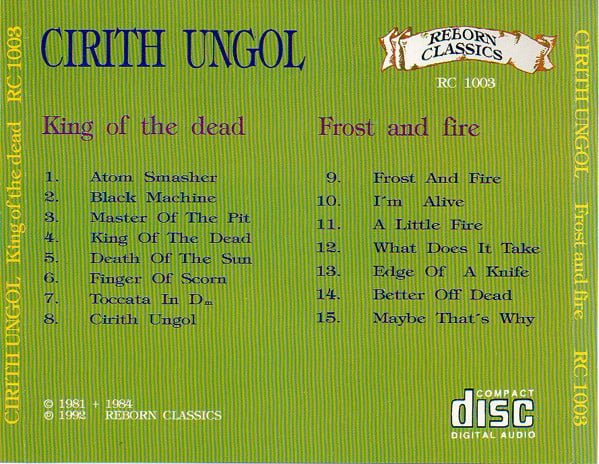 CIRITH UNGOL
REBORN
CLASSICS
RC 1003
King of the dead
1. Atom Smasher
2. Black Machine
3. Master Of The Pit
4. King Of The Dead
5. Death Of The Sun
6. Finger Of Scorn
7. Toccata In Dm
8. Cirith Ungol
Frost and fire
9. Frost And Fire
10. I´m Alive
11. A Little Fire
12. What Does It Take
13. Edge Of A Knife
14. Better Off Dead
15. Maybe That´s Why
© 1981 + 1984
℗ 1992 REBORN CLASSICS
COMPACT
disc
DIGITAL AUDIO
CIRITH UNGOL King of the dead RC 1003
CIRITH UNGOL Frost and fire RC 1003